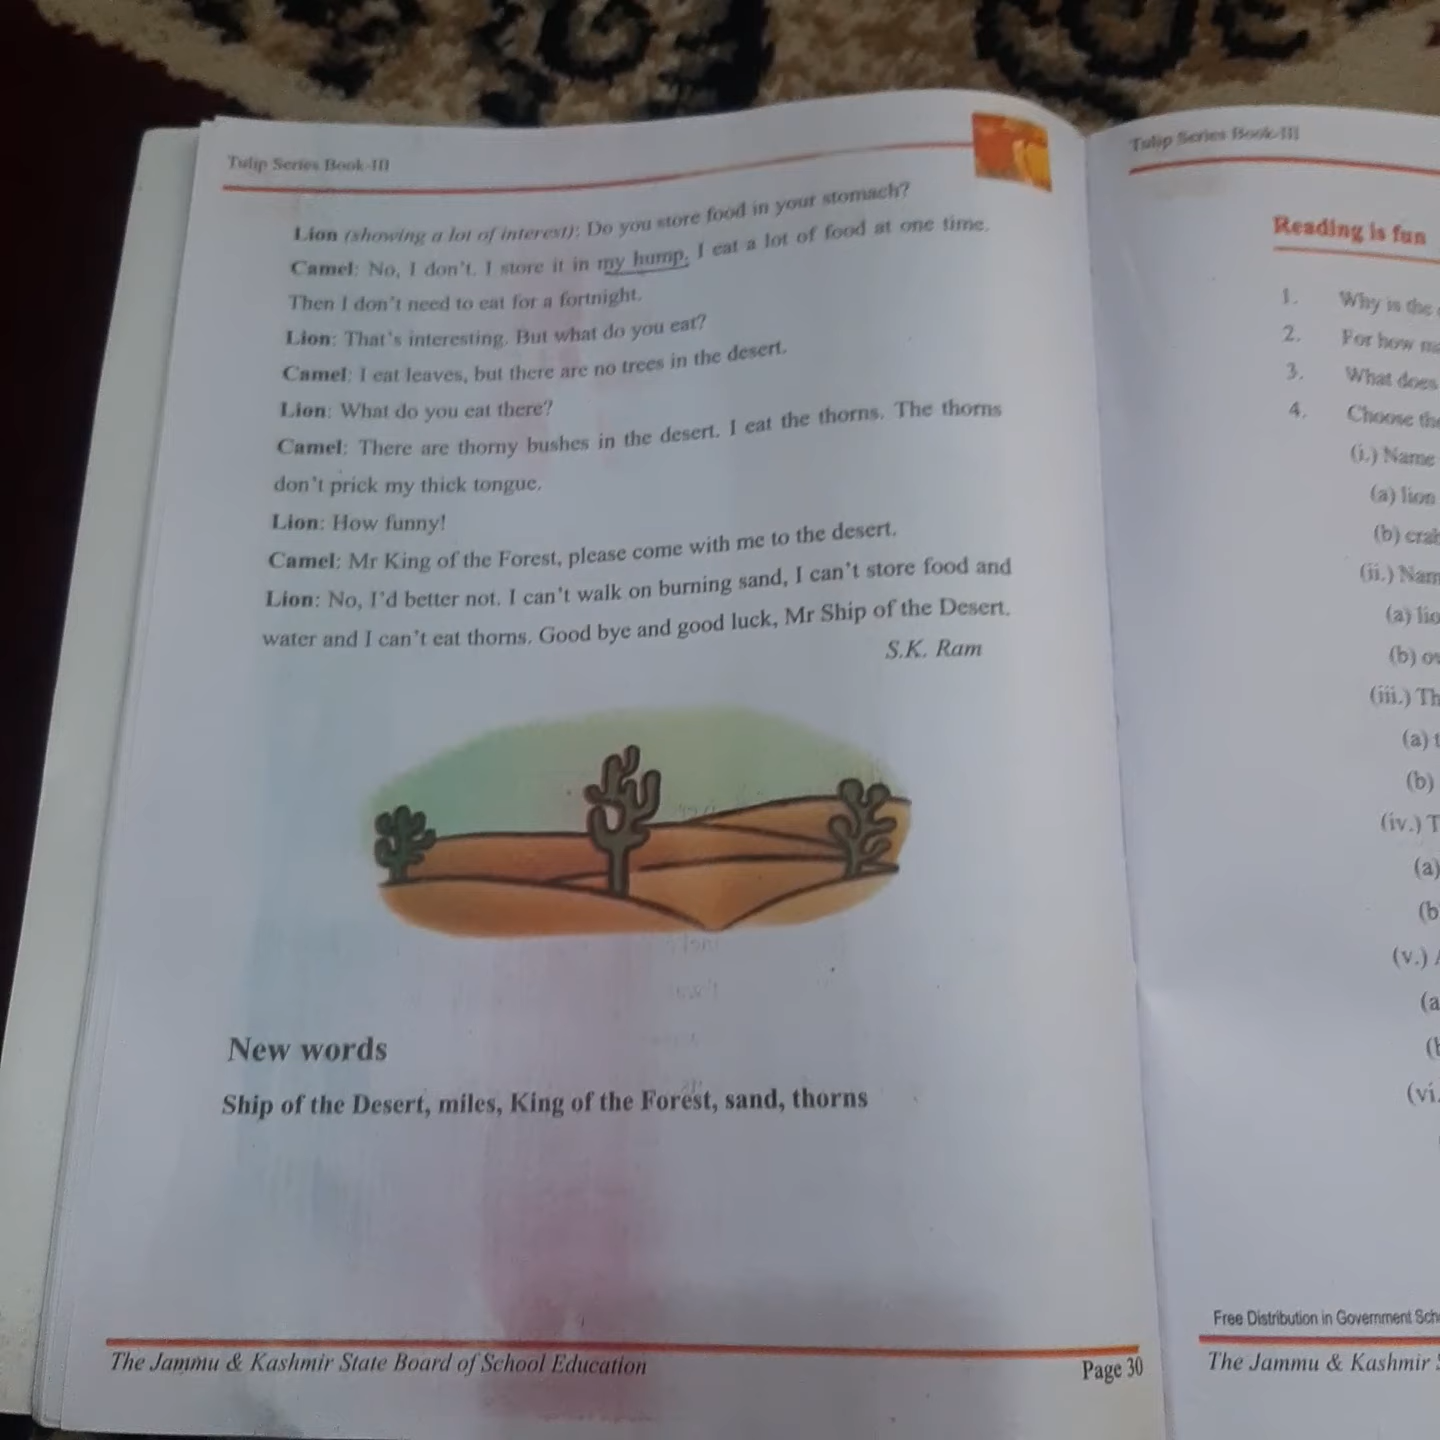 Tulip Series Book-III
Lion (showing a lot of interest): Do you store food in your stomach?
Camel: No, I don't. I store it in my hump. I eat a lot of food at one time.
Then I don't need to eat for a fortnight.
Lion: That's interesting. But what do you eat?
Camel: I eat leaves, but there are no trees in the desert.
Lion: What do you eat there?
Camel: There are thorny bushes in the desert. I eat the thorns. The thorns
don't prick my thick tongue.
Lion: How funny!
Camel: Mr King of the Forest, please come with me to the desert.
Lion: No, I'd better not. I can't walk on burning sand, I can't store food and
water and I can't eat thorns. Good bye and good luck, Mr Ship of the Desert.
S.K. Ram
New words
Ship of the Desert, miles, King of the Forest, sand, thorns
The Jammu & Kashmir State Board of School Education
Page 30
Tulip Series Book-III
Reading is fun
1. Why is the
2. For how
3. What does
4. Choose the
(i.) Name
(a) lion
(b)
(ii.)
(a)
(b)
(iii.)
(a)
(b)
(iv.)
(a)
(b
(v.)
(a
(vi.
Free Distribution in Government
The Jammu & Kashmir